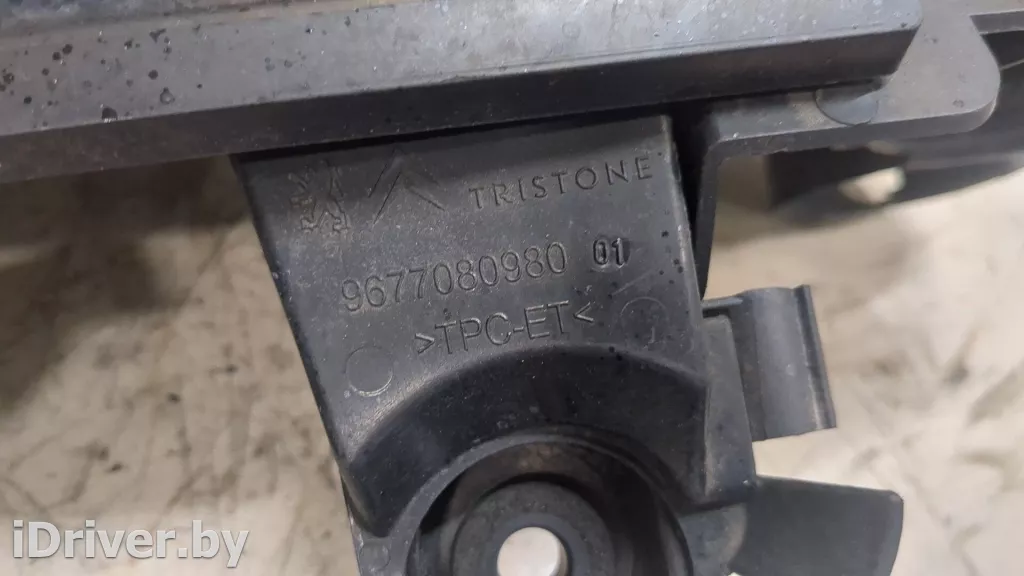 TRISTONE
9677080980 01
>TPC-ET<
iDriver.by